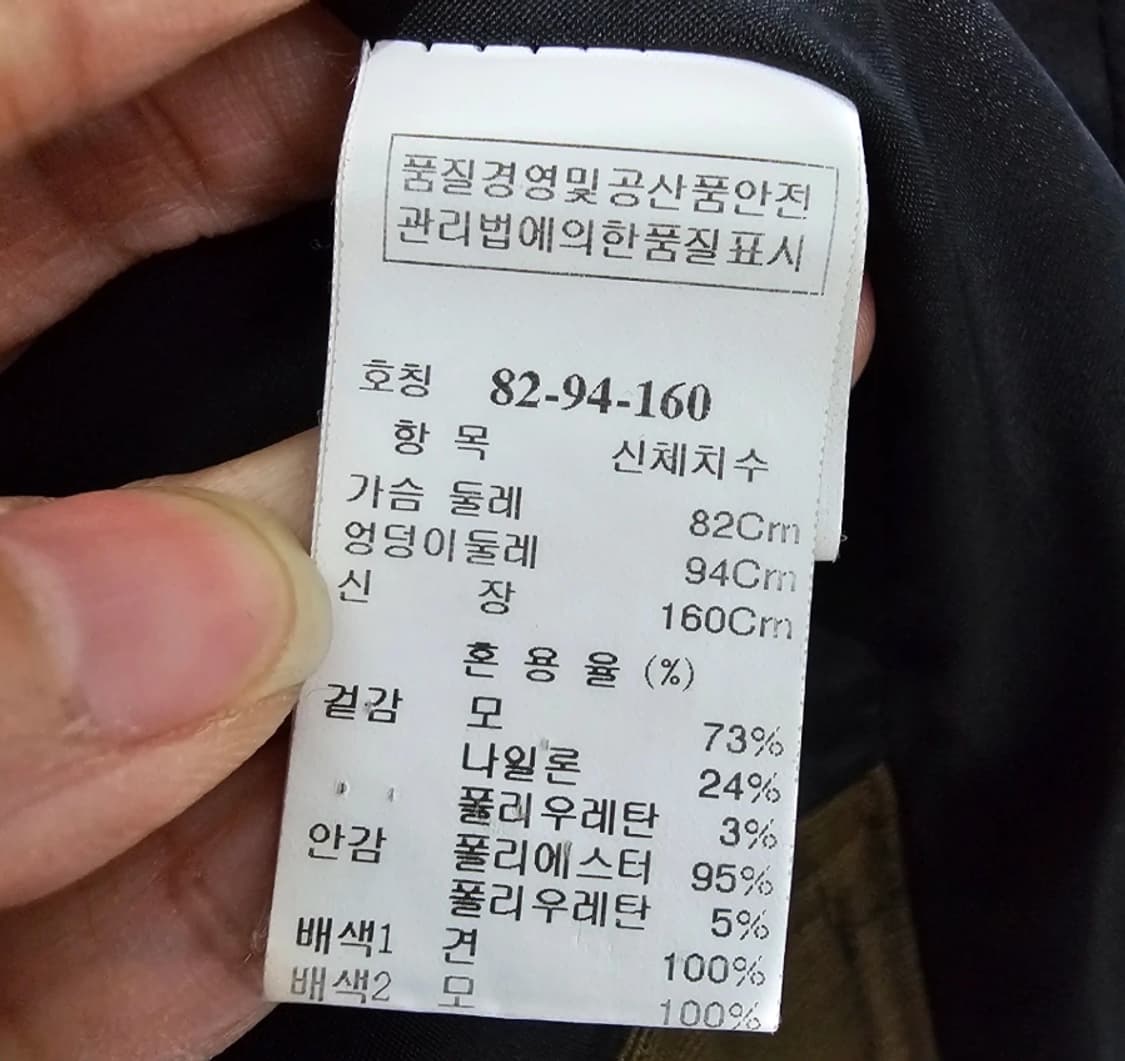 품질경영및공산품안전
관리법에의한품질표시
호칭 82-94-160
항 목 신체치수
가슴 둘레 82Cm
엉덩이둘레 94Cm
신 장 160Cm
혼 용 율 (%)
겉감 모 73%
나일론 24%
폴리우레탄 3%
안감 폴리에스터 95%
폴리우레탄 5%
배색1 견 100%
배색2 모 100%